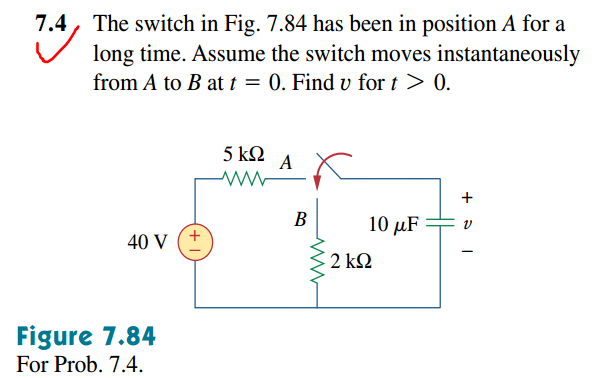 7.4 The switch in Fig. 7.84 has been in position A for a
long time. Assume the switch moves instantaneously
from A to B at t = 0. Find v for t > 0.
5 kΩ
A
+
B
10 μF
v
40 V
+
2 kΩ
−
Figure 7.84
For Prob. 7.4.